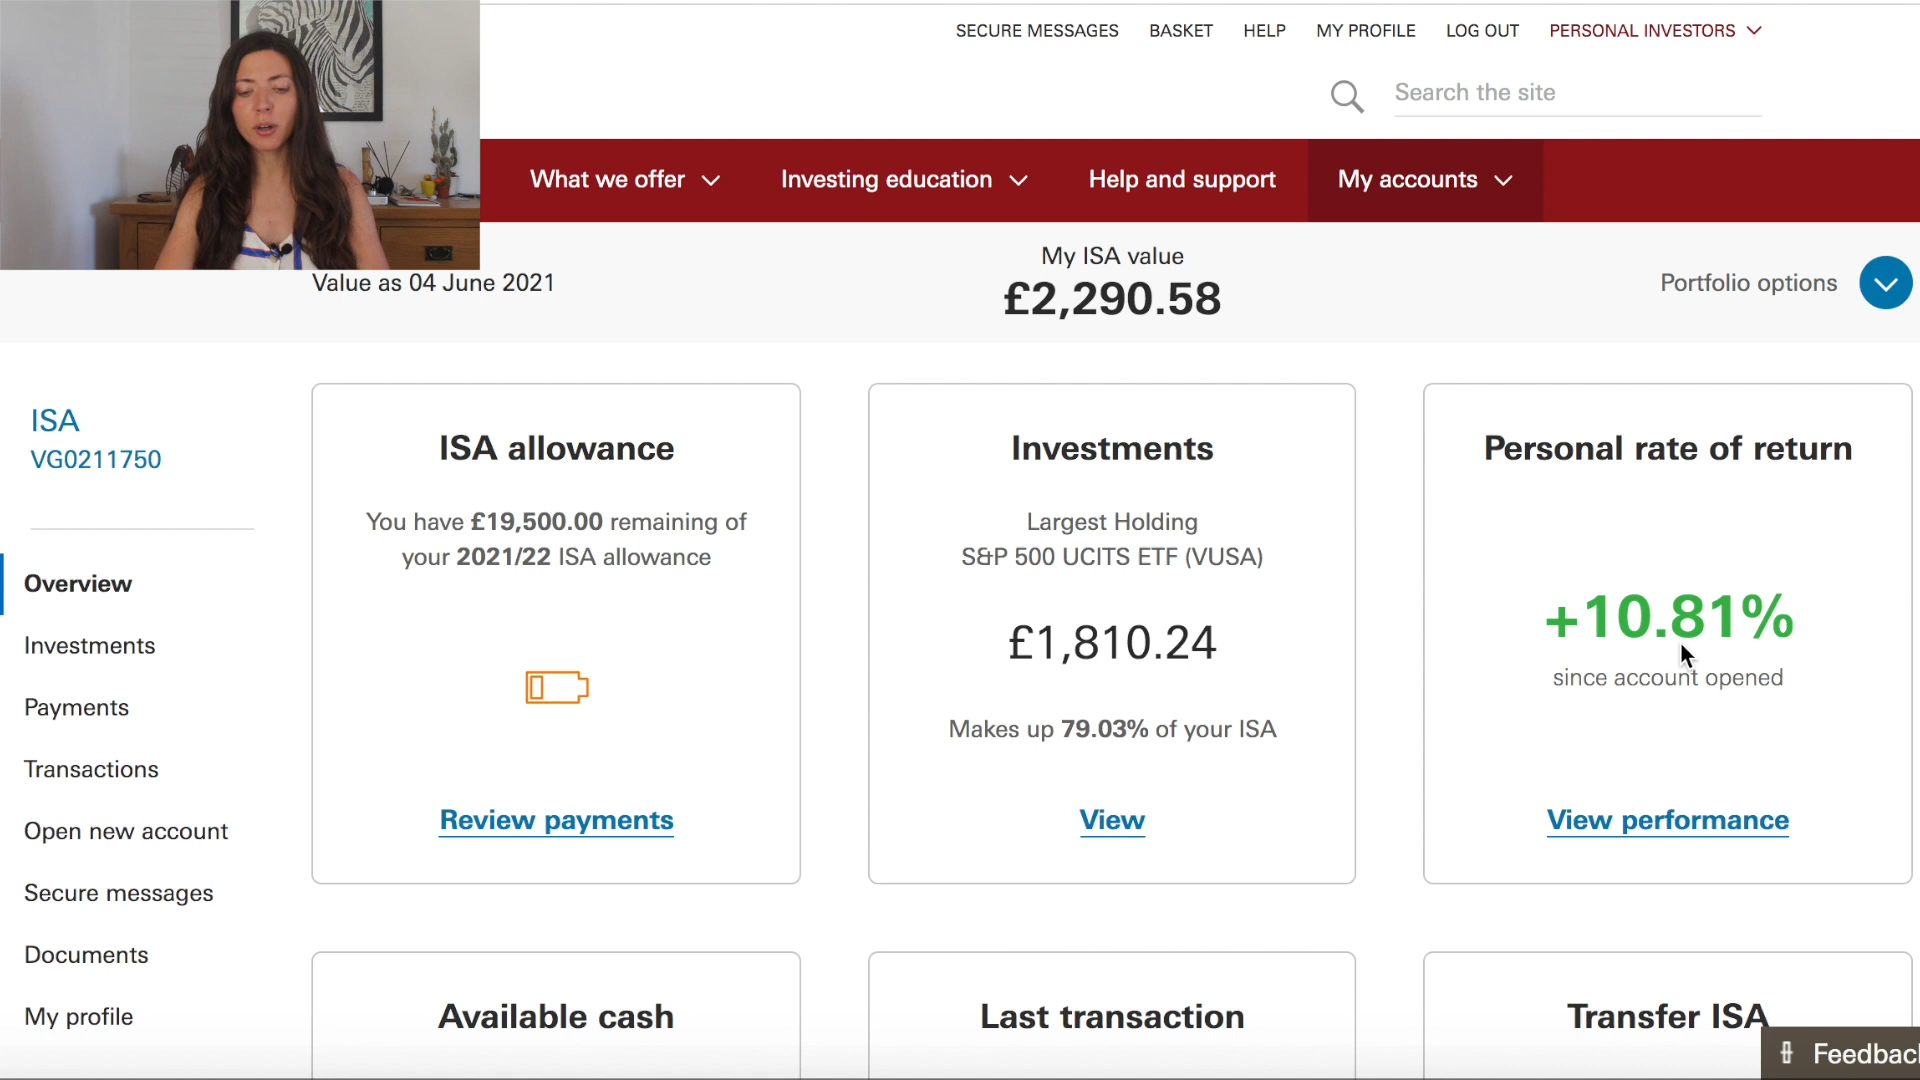 SECURE MESSAGES BASKET HELP MY PROFILE LOG OUT PERSONAL INVESTORS
Search the site
What we offer Investing education Help and support My accounts
Value as 04 June 2021
My ISA value
£2,290.58
Portfolio options
ISA
VG0211750
Overview
Investments
Payments
Transactions
Open new account
Secure messages
Documents
My profile
ISA allowance
You have £19,500.00 remaining of
your 2021/22 ISA allowance
Review payments
Investments
Largest Holding
S&P 500 UCITS ETF (VUSA)
£1,810.24
Makes up 79.03% of your ISA
View
Personal rate of return
+10.81%
since account opened
View performance
Available cash
Last transaction
Transfer ISA
Feedback